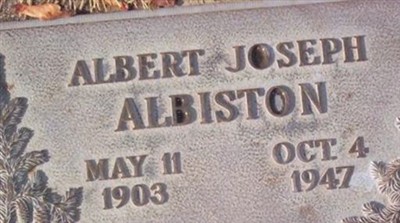 ALBERT JOSEPH
ALBISTON
MAY 11 OCT. 4
1903 1947